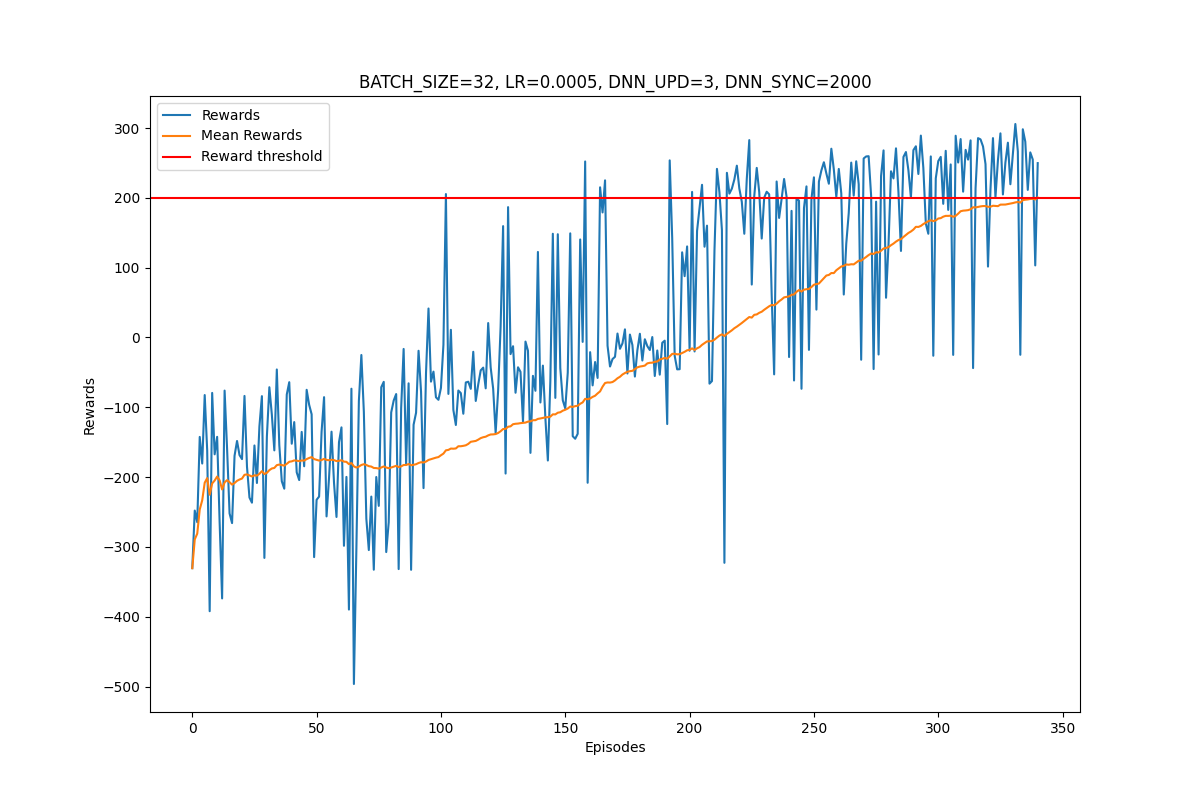 BATCH_SIZE=32, LR=0.0005, DNN_UPD=3, DNN_SYNC=2000
Rewards
Mean Rewards
Reward threshold
300
200
100
0
−100
−200
−300
−400
−500
Rewards
0 50 100 150 200 250 300 350
Episodes